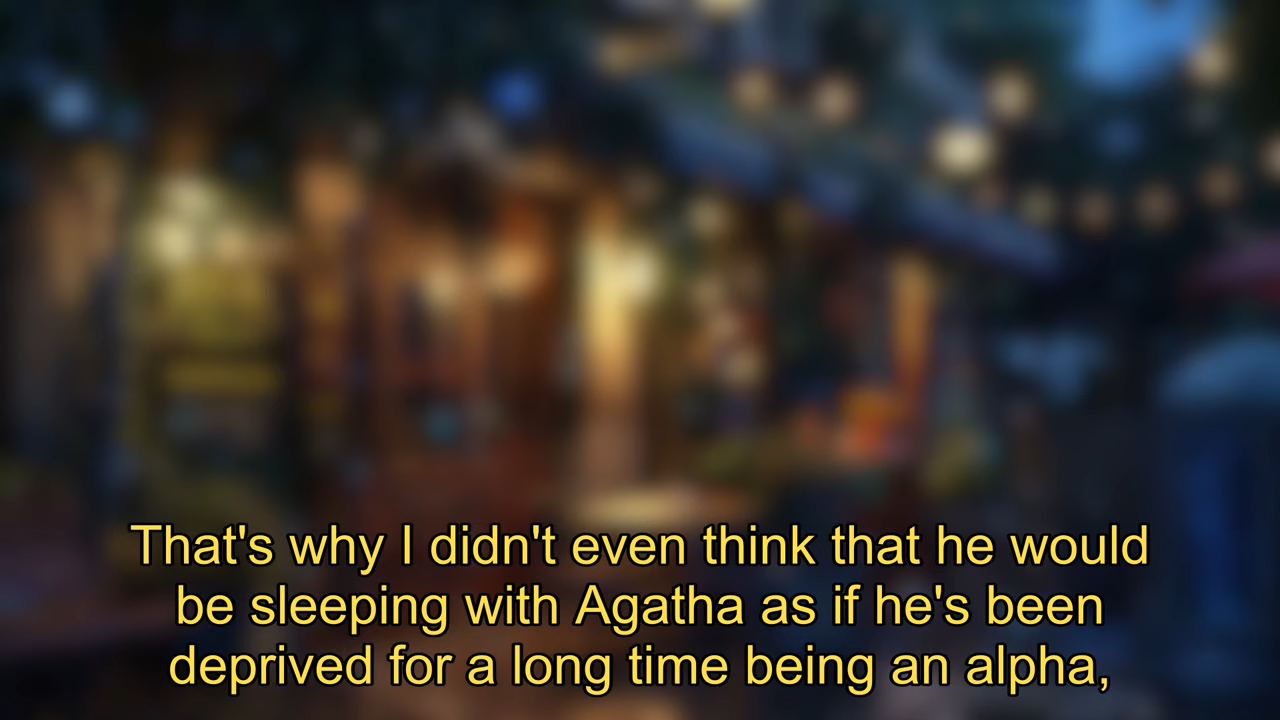 That's why I didn't even think that he would
be sleeping with Agatha as if he's been
deprived for a long time being an alpha,